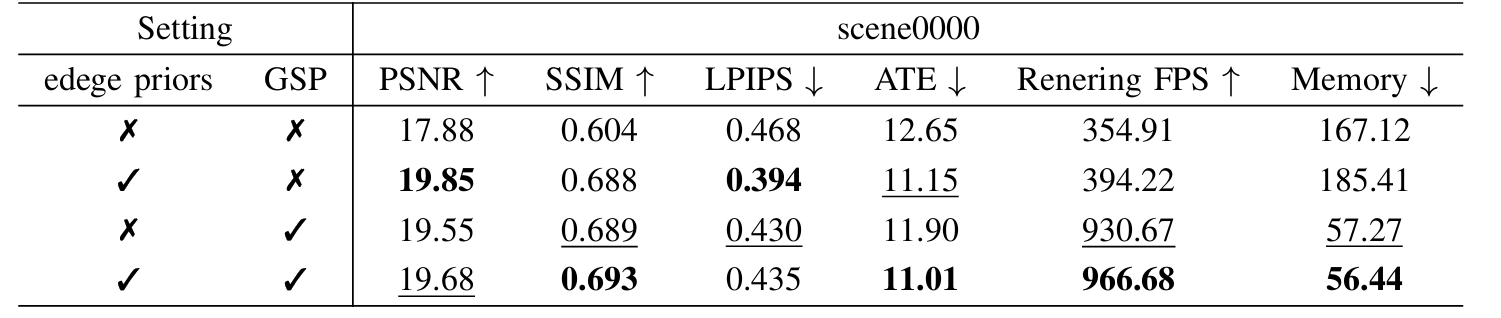 Setting scene0000
edege priors GSP PSNR ↑ SSIM ↑ LPIPS ↓ ATE ↓ Renering FPS ↑ Memory ↓
✗ ✗ 17.88 0.604 0.468 12.65 354.91 167.12
✓ ✗ 19.85 0.688 0.394 11.15 394.22 185.41
✗ ✓ 19.55 0.689 0.430 11.90 930.67 57.27
✓ ✓ 19.68 0.693 0.435 11.01 966.68 56.44